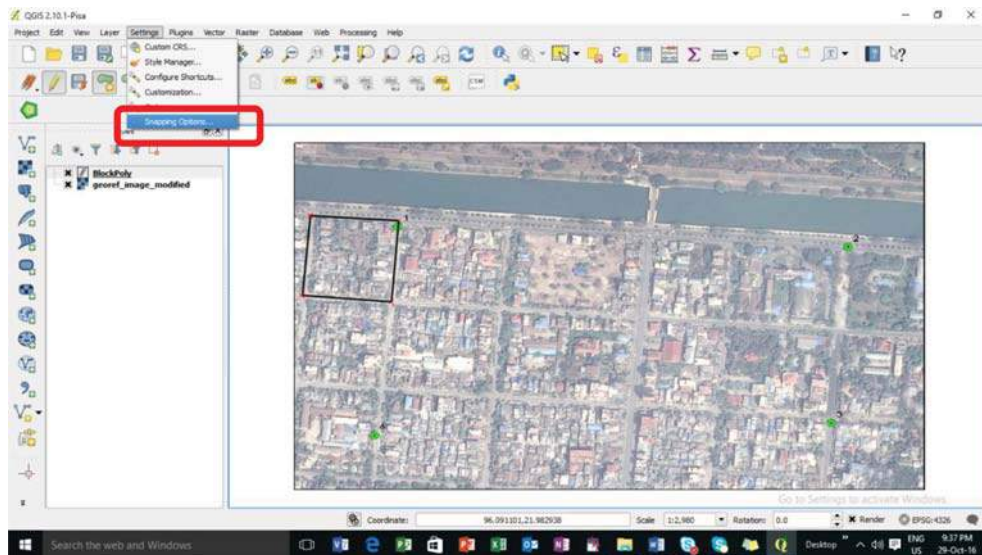 QGIS 2.10.1-Pisa
Project Edit View Layer Settings Plugins Vector Raster Database Web Processing Help
Custom CRS...
Style Manager...
Configure Shortcuts...
Customization...
Snapping Options...
BlockPoly
georef_image_modified
1
2
3
4
Go to Settings to activate Windows.
Coordinate: 96.091101,21.982938 Scale 1:2,980 Rotation: 0.0 Render EPSG:4326
Search the web and Windows
Desktop
ENG 9:37 PM
US 29-Oct-16